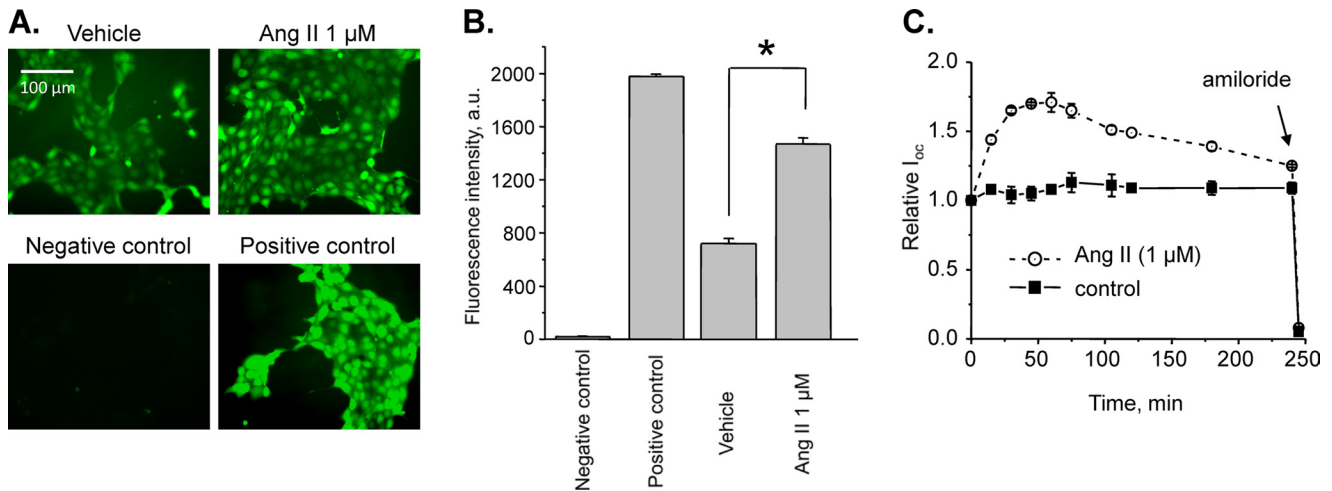 A.
Vehicle
Ang II 1 µM
100 µm
Negative control
Positive control
B.
Fluorescence intensity, a.u.
2000
1600
1200
800
400
0
*
Negative control
Positive control
Vehicle
Ang II 1 µM
C.
Relative Ioc
2.0
1.5
1.0
0.5
0.0
amiloride
Ang II (1 µM)
control
0 50 100 150 200 250
Time, min